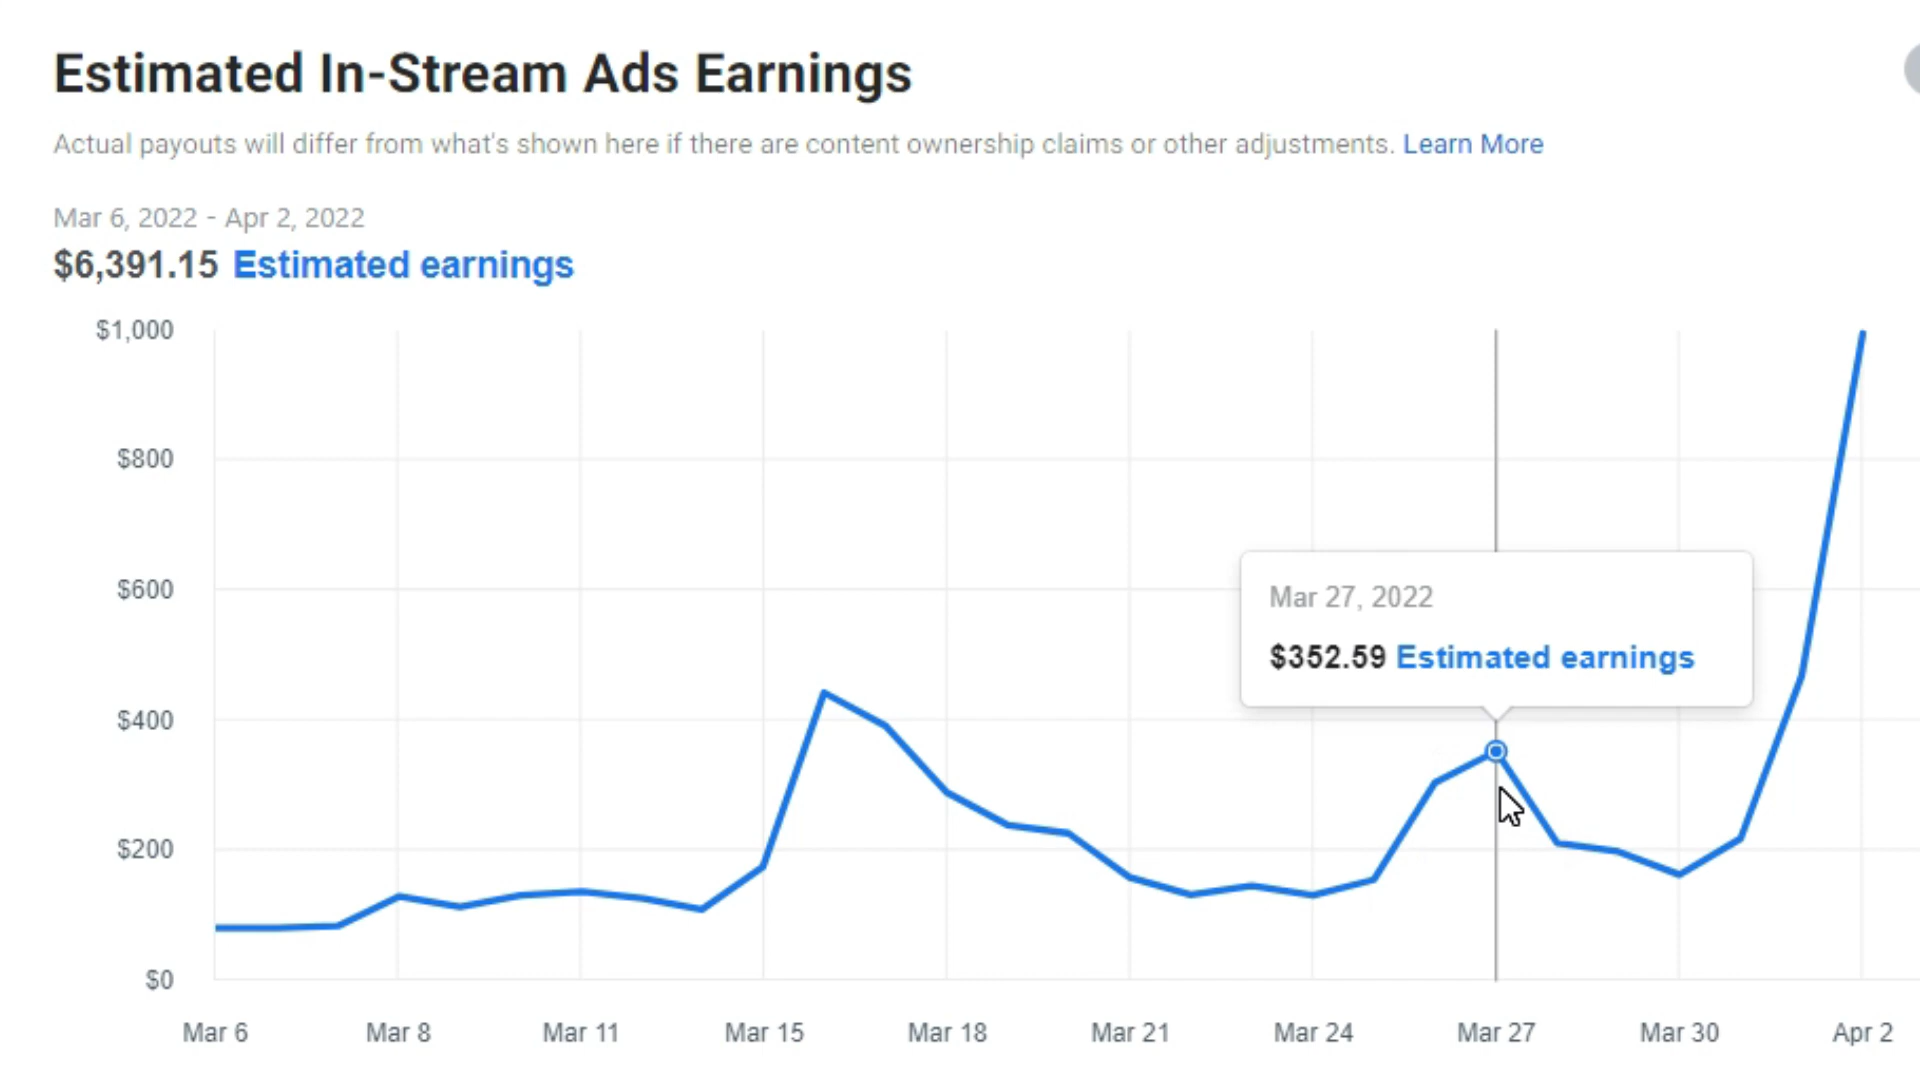 Estimated In-Stream Ads Earnings
Actual payouts will differ from what's shown here if there are content ownership claims or other adjustments. Learn More
Mar 6, 2022 - Apr 2, 2022
$6,391.15 Estimated earnings
$1,000
$800
$600
Mar 27, 2022
$352.59 Estimated earnings
$400
$200
$0
Mar 6 Mar 8 Mar 11 Mar 15 Mar 18 Mar 21 Mar 24 Mar 27 Mar 30 Apr 2